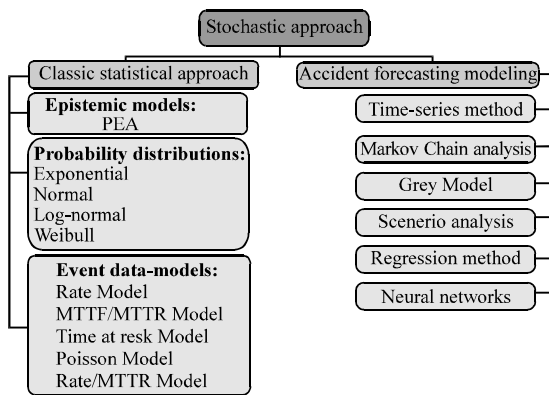 Stochastic approach
Classic statistical approach
Epistemic models:
PEA
Probability distributions:
Exponential
Normal
Log-normal
Weibull
Event data-models:
Rate Model
MTTF/MTTR Model
Time at resk Model
Poisson Model
Rate/MTTR Model
Accident forecasting modeling
Time-series method
Markov Chain analysis
Grey Model
Scenerio analysis
Regression method
Neural networks